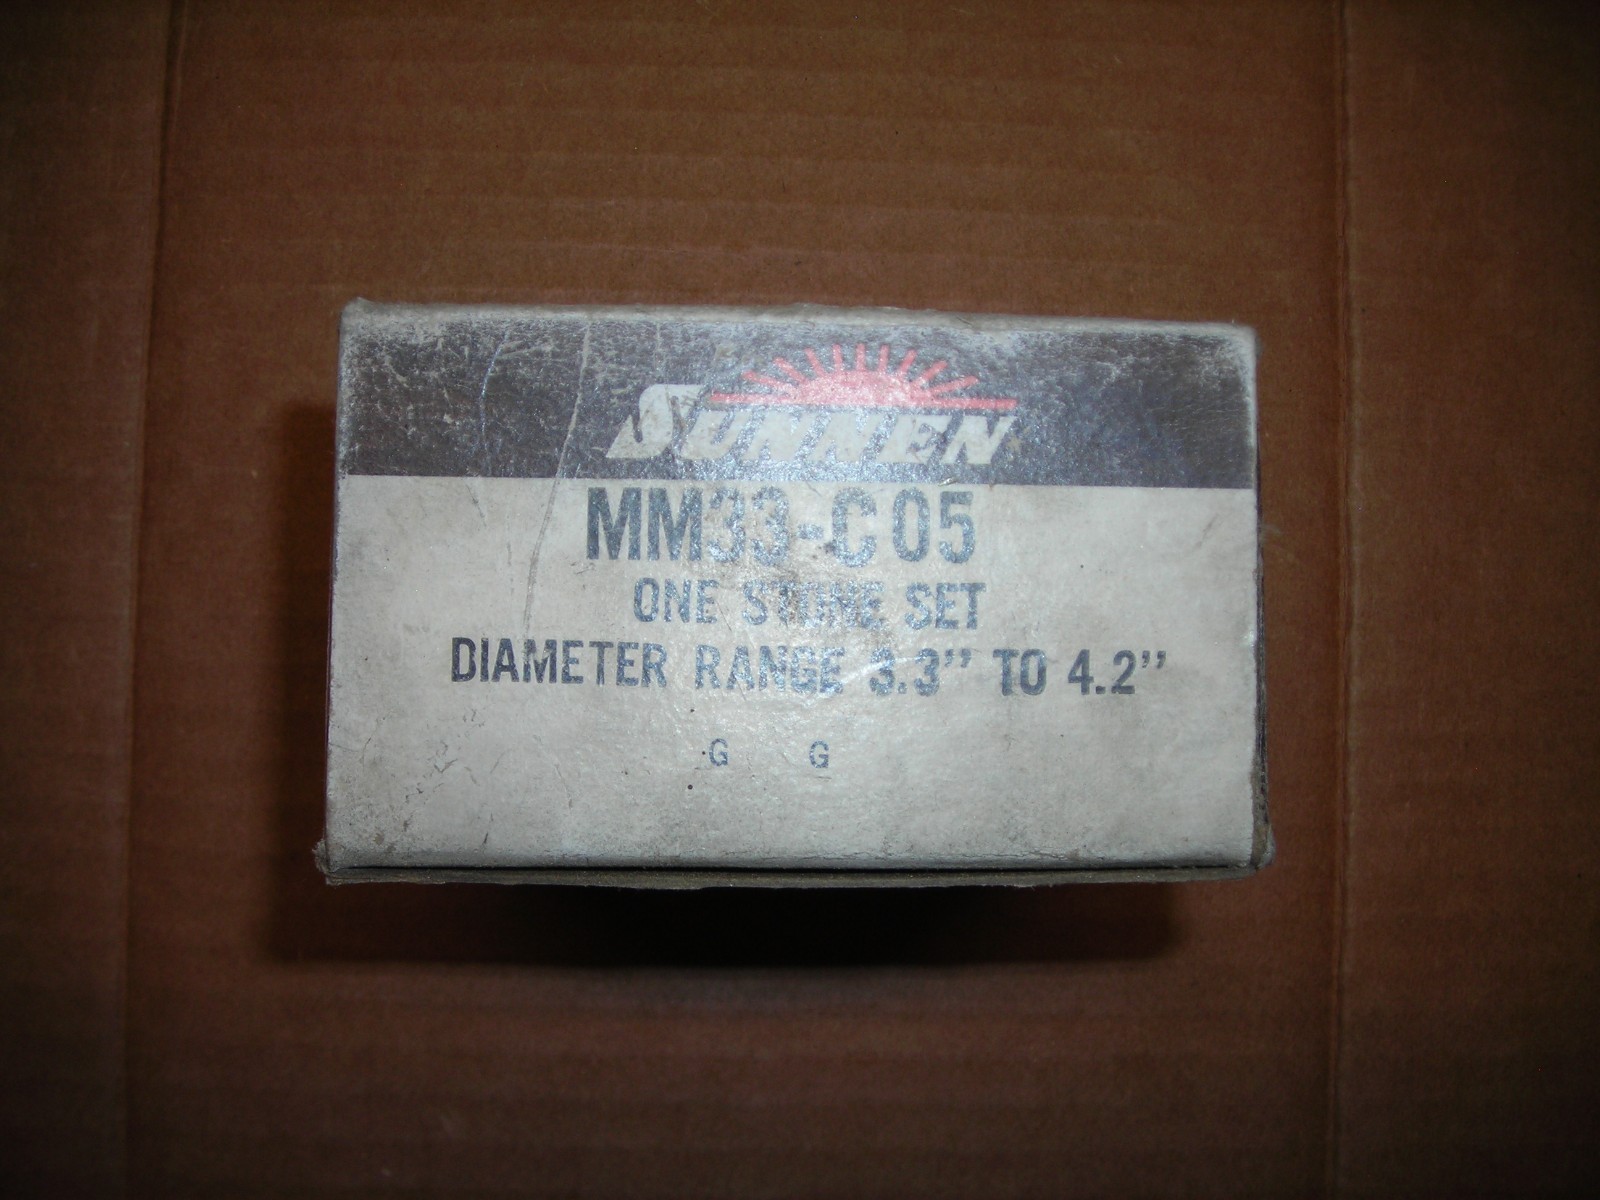 SUNNEN
MM33-C05
ONE STONE SET
DIAMETER RANGE 3.3" TO 4.2"
G G